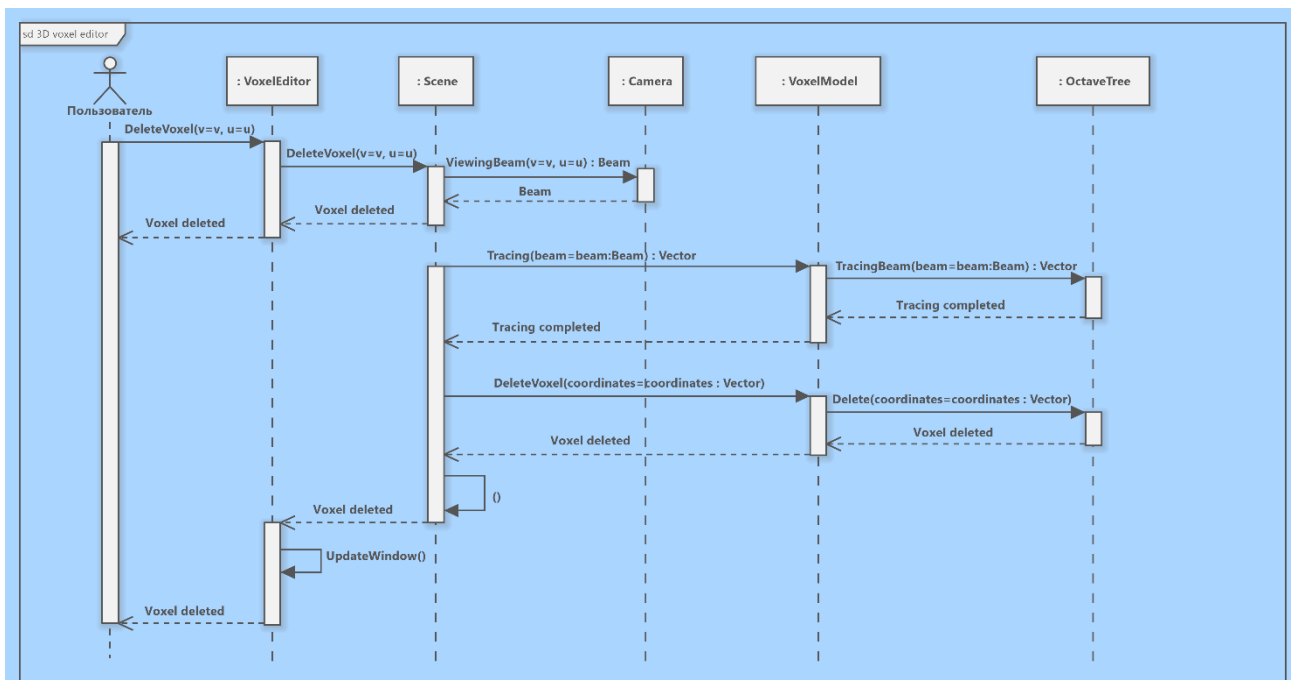 sd 3D voxel editor
Пользователь
: VoxelEditor
: Scene
: Camera
: VoxelModel
: OctaveTree
DeleteVoxel(v=v, u=u)
DeleteVoxel(v=v, u=u)
ViewingBeam(v=v, u=u) : Beam
Beam
Voxel deleted
Voxel deleted
Tracing(beam=beam:Beam) : Vector
TracingBeam(beam=beam:Beam) : Vector
Tracing completed
Tracing completed
DeleteVoxel(coordinates=coordinates : Vector)
Delete(coordinates=coordinates : Vector)
Voxel deleted
Voxel deleted
()
Voxel deleted
UpdateWindow()
Voxel deleted